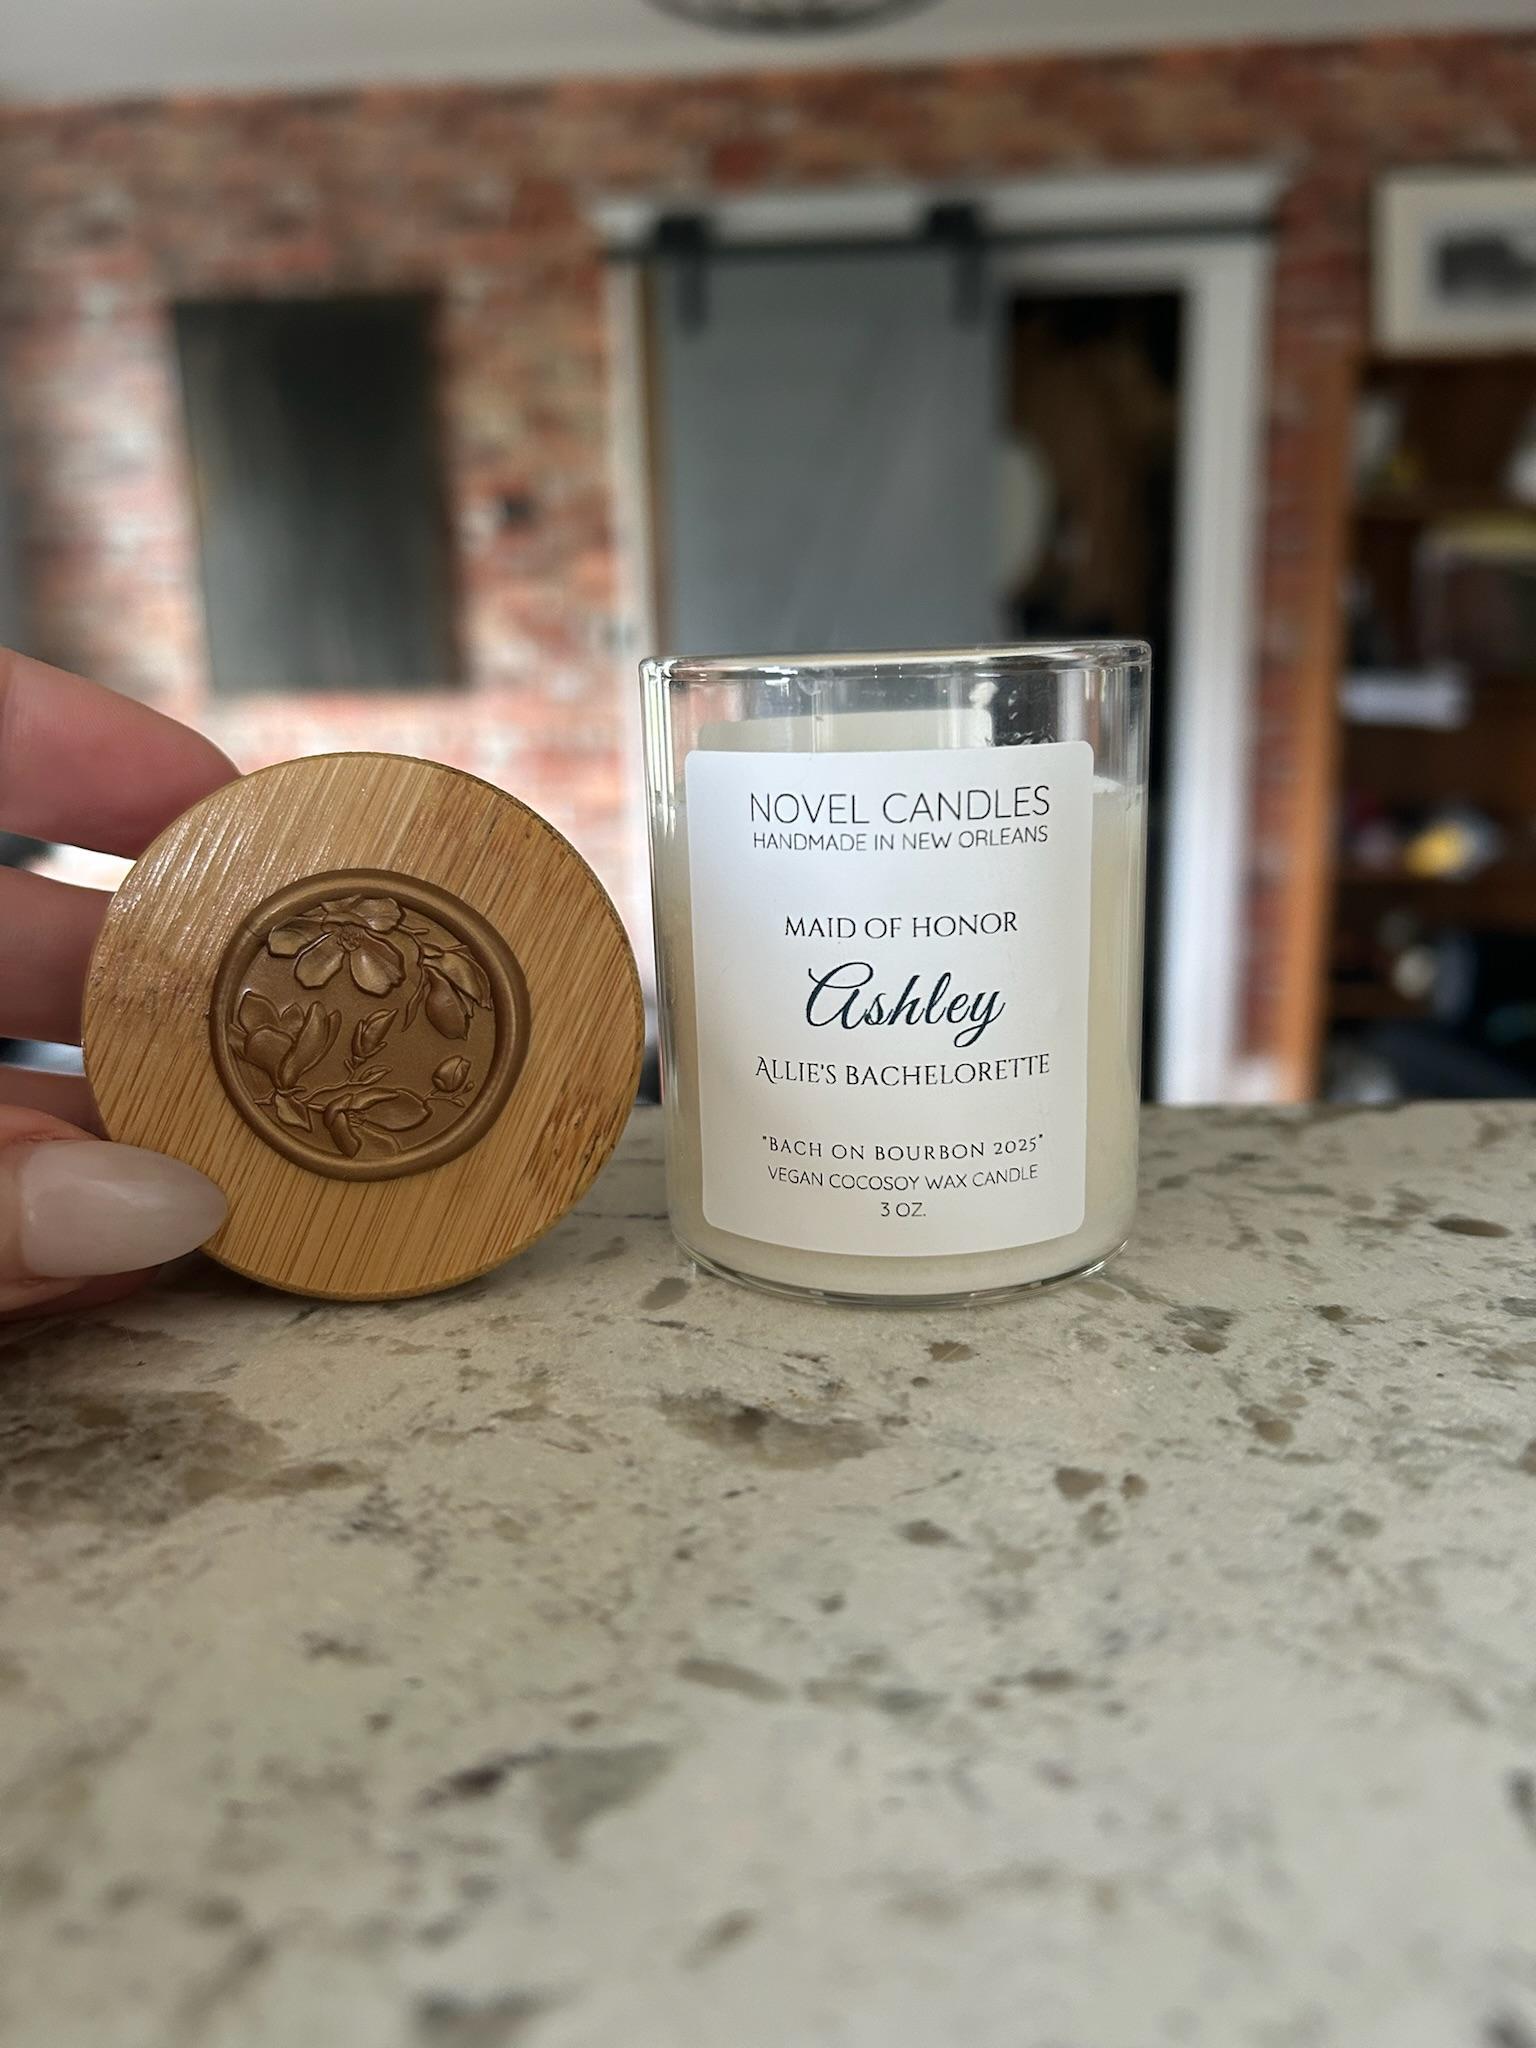 NOVEL CANDLES
HANDMADE IN NEW ORLEANS
MAID OF HONOR
Ashley
ALLIE'S BACHELORETTE
"BACH ON BOURBON 2025"
VEGAN COCOSOY WAX CANDLE
3 OZ.